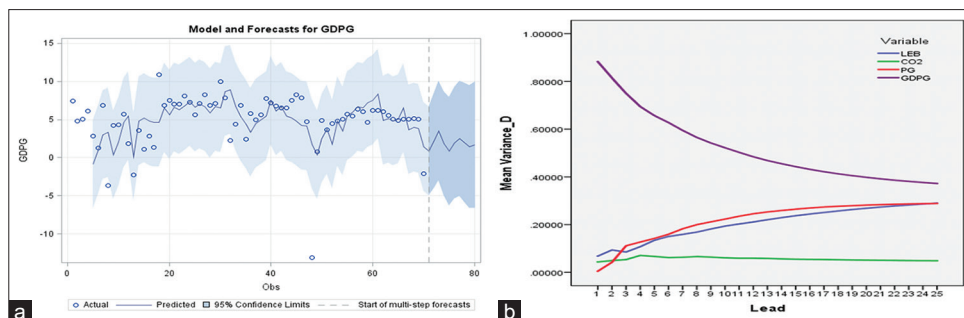 Model and Forecasts for GDPG
15
10
5
0
-5
-10
GDPG
0 20 40 60 80
Obs
Actual Predicted 95% Confidence Limits Start of multi-step forecasts
a
1.00000
.80000
.60000
.40000
.20000
.00000
Mean Variance_D
Variable
LEB
CO2
PG
GDPG
1 2 3 4 5 6 7 8 9 10 11 12 13 14 15 16 17 18 19 20 21 22 23 24 25
Lead
b